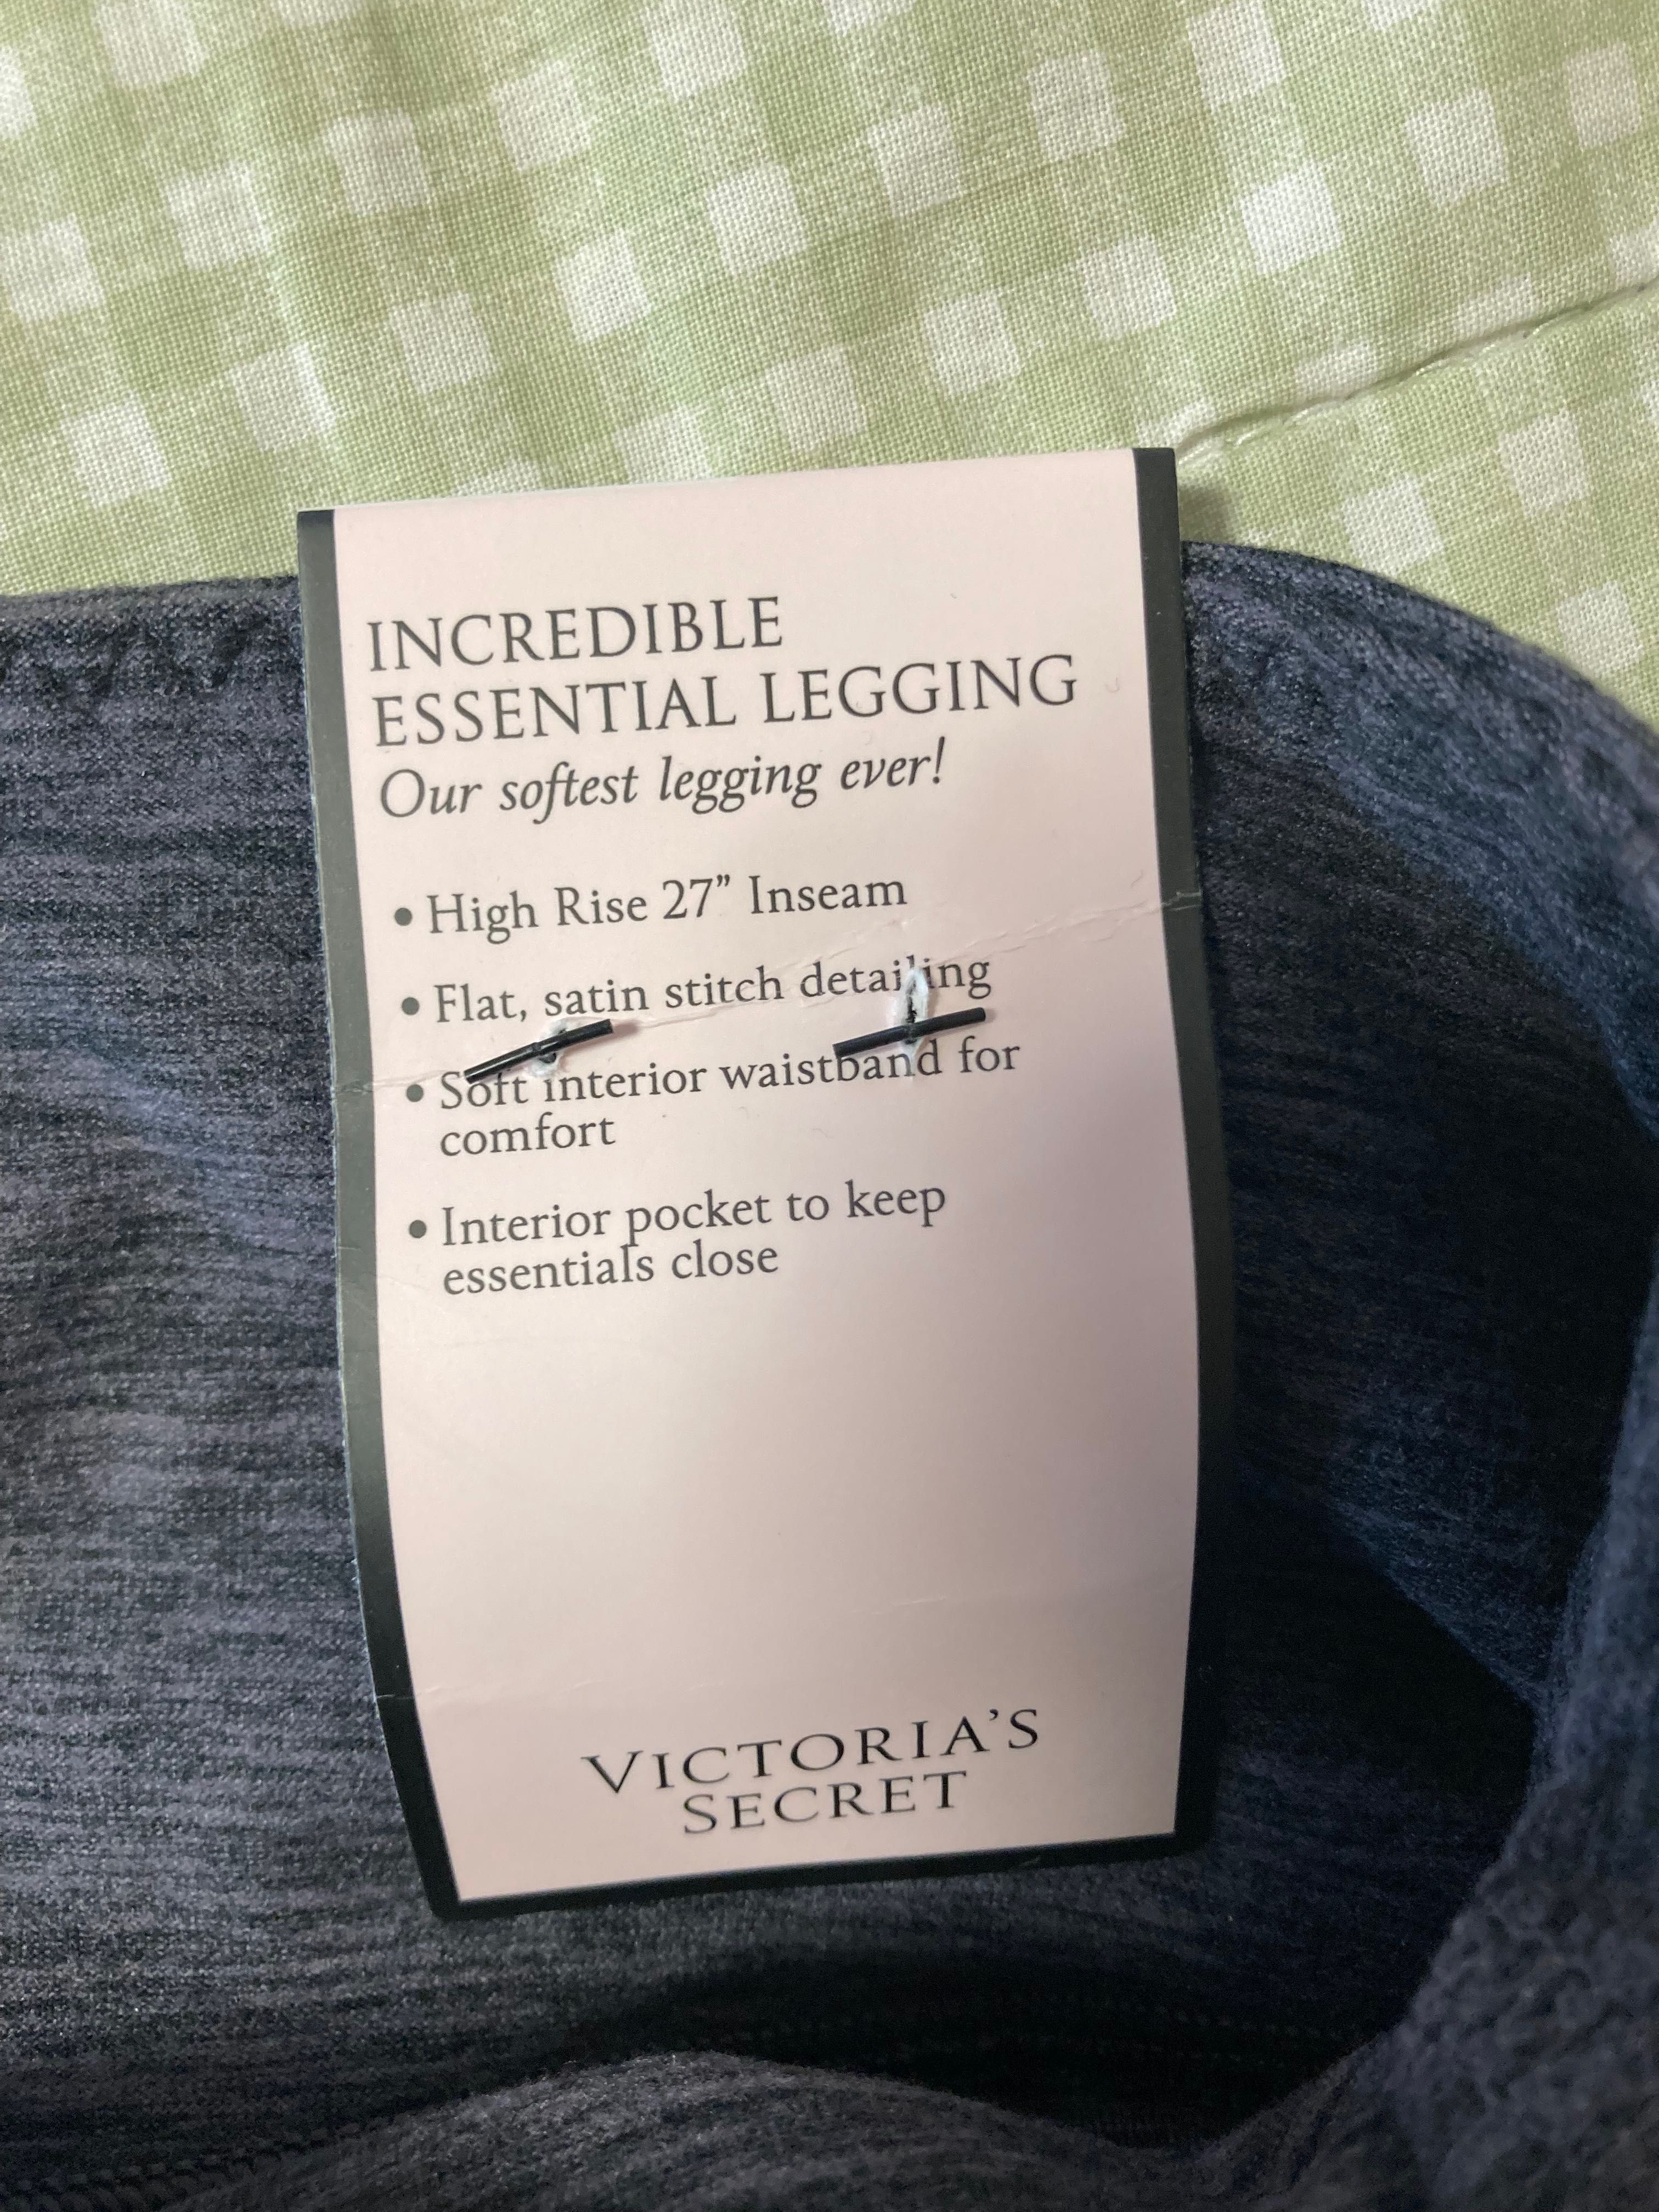 INCREDIBLE
ESSENTIAL LEGGING
Our softest legging ever!
• High Rise 27” Inseam
• Flat, satin stitch detailing
• Soft interior waistband for
comfort
• Interior pocket to keep
essentials close
VICTORIA’S
SECRET